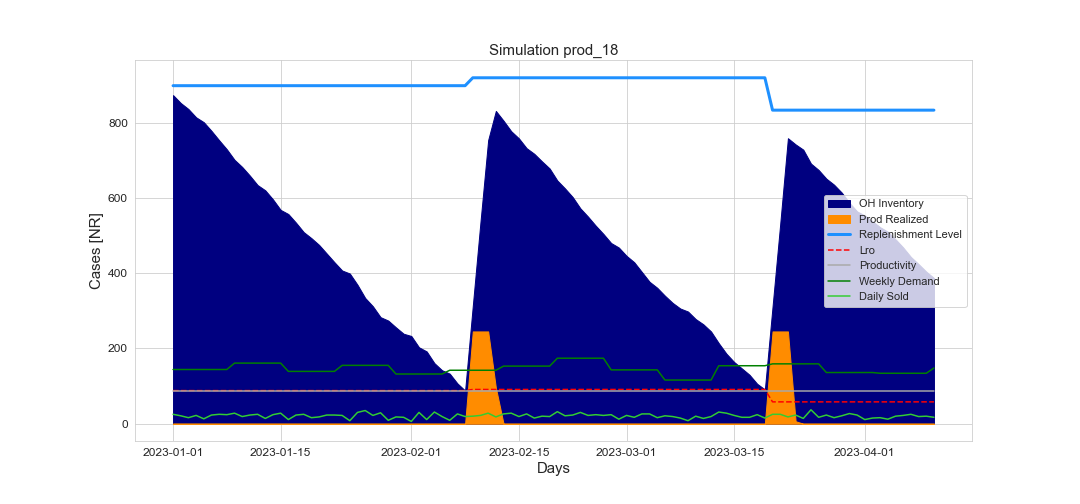 Simulation prod_18
Cases [NR]
800
600
400
200
0
OH Inventory
Prod Realized
Replenishment Level
Lro
Productivity
Weekly Demand
Daily Sold
2023-01-01 2023-01-15 2023-02-01 2023-02-15 2023-03-01 2023-03-15 2023-04-01
Days